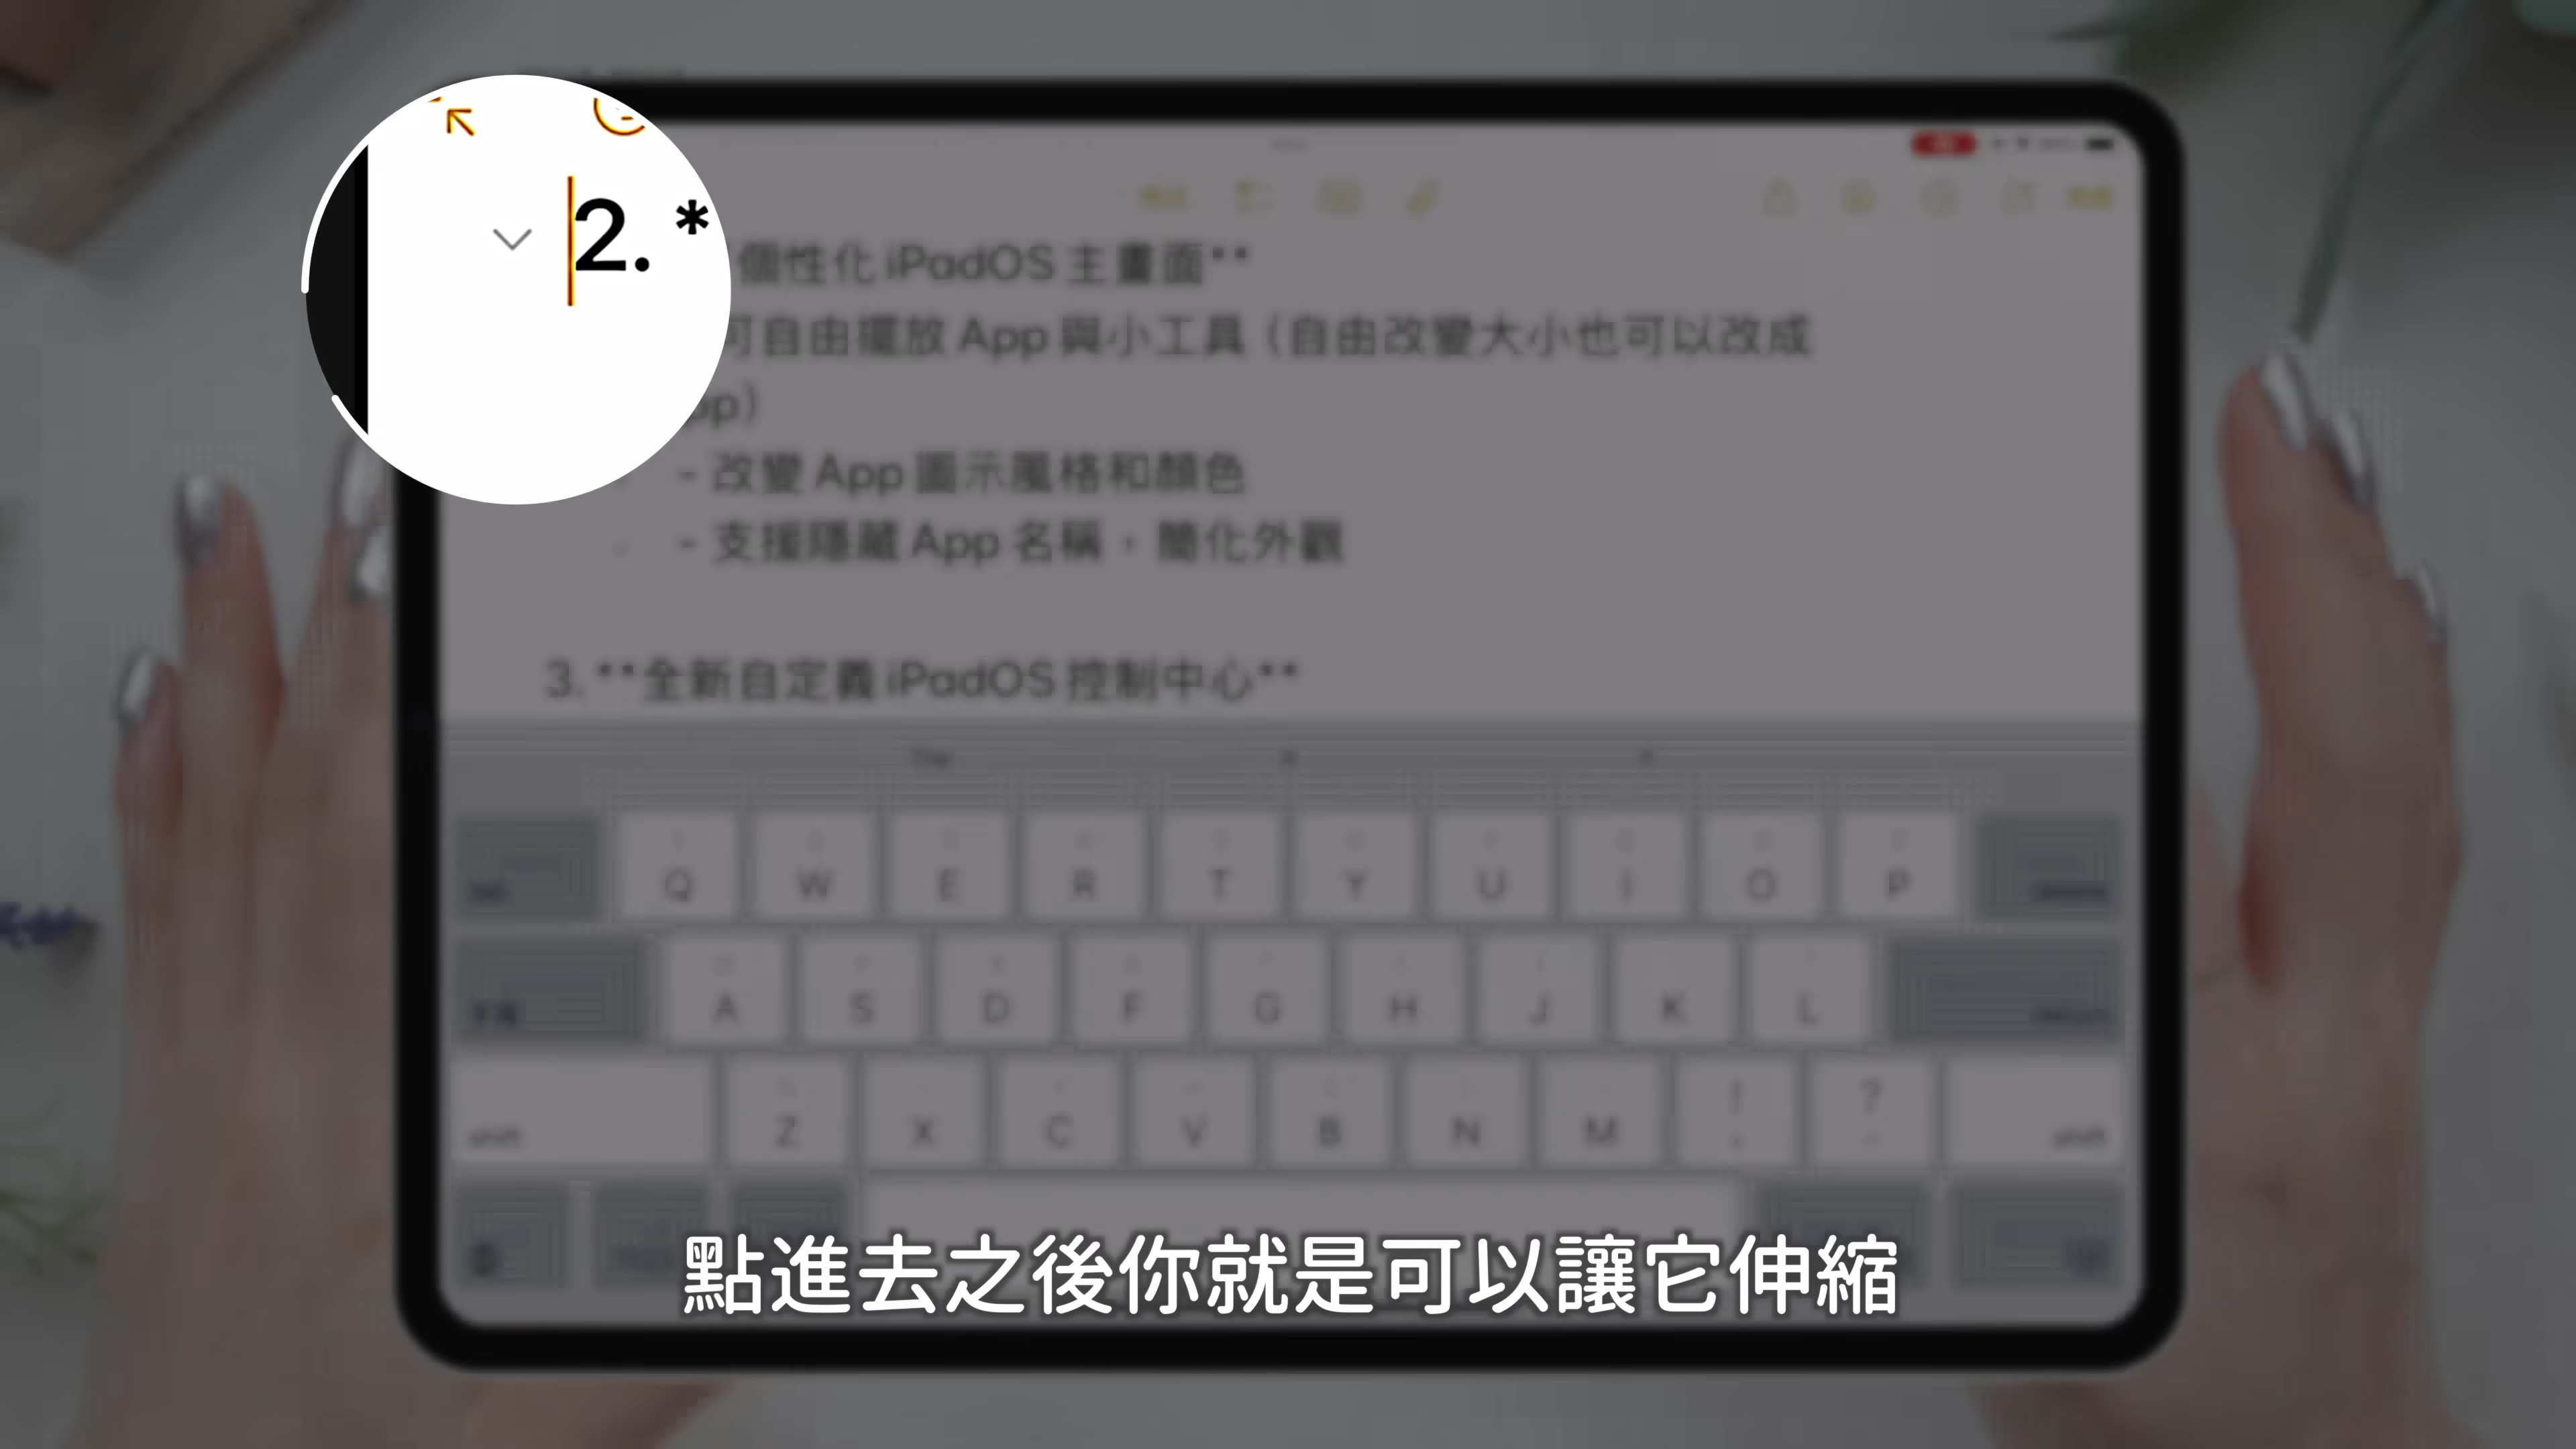 2. *
個性化 iPadOS 主畫面**
可自由擺放 App 與小工具（自由改變大小也可以改成
pp）
- 改變 App 圖示風格和顏色
- 支援隱藏 App 名稱，簡化外觀
3. **全新自定義 iPadOS 控制中心**
Q W E R T Y U I O P
A S D F G H J K L
shift Z X C V B N M ! ? shift
點進去之後你就是可以讓它伸縮